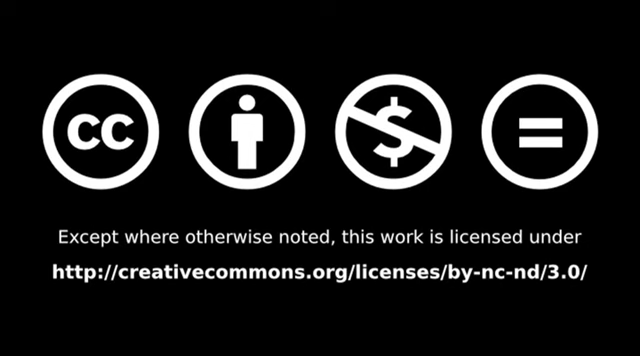 cc
$
=
Except where otherwise noted, this work is licensed under
http://creativecommons.org/licenses/by-nc-nd/3.0/